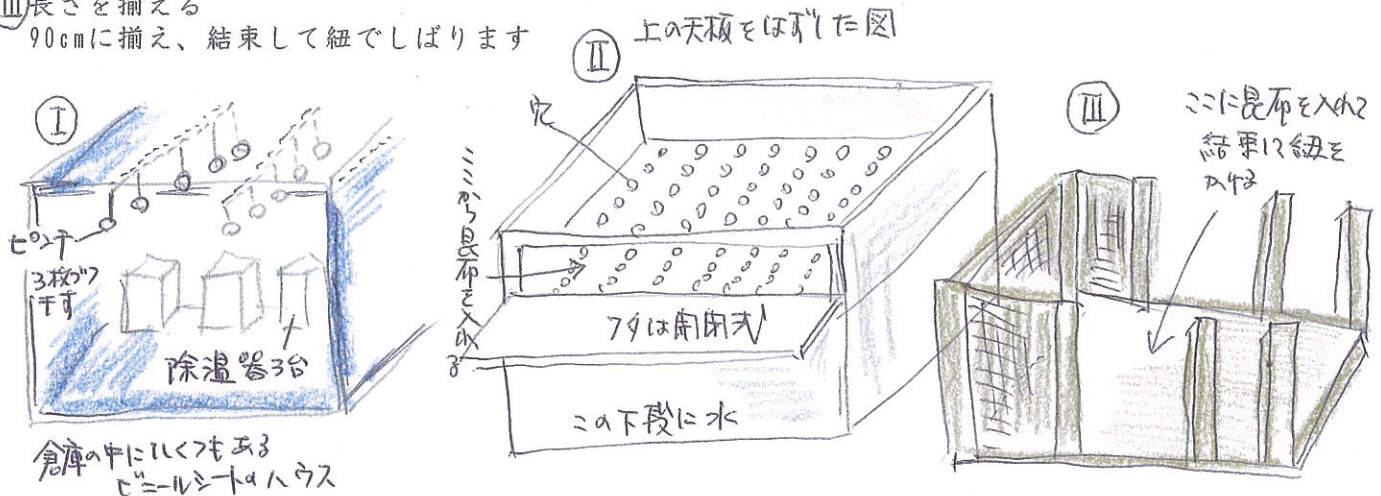 Ⅲ長さを揃える
90cmに揃え、結束して紐でしばります
Ⅰ
ピンチ
3枚づつ
干す
除湿器3台
倉庫の中にいくつもある
ビニールシートのハウス
Ⅱ
上の天板をはずした図
穴
ここから昆布を入れる
フタは開閉式
この下段に水
Ⅲ
ここに昆布を入れて
結束し紐を
かける